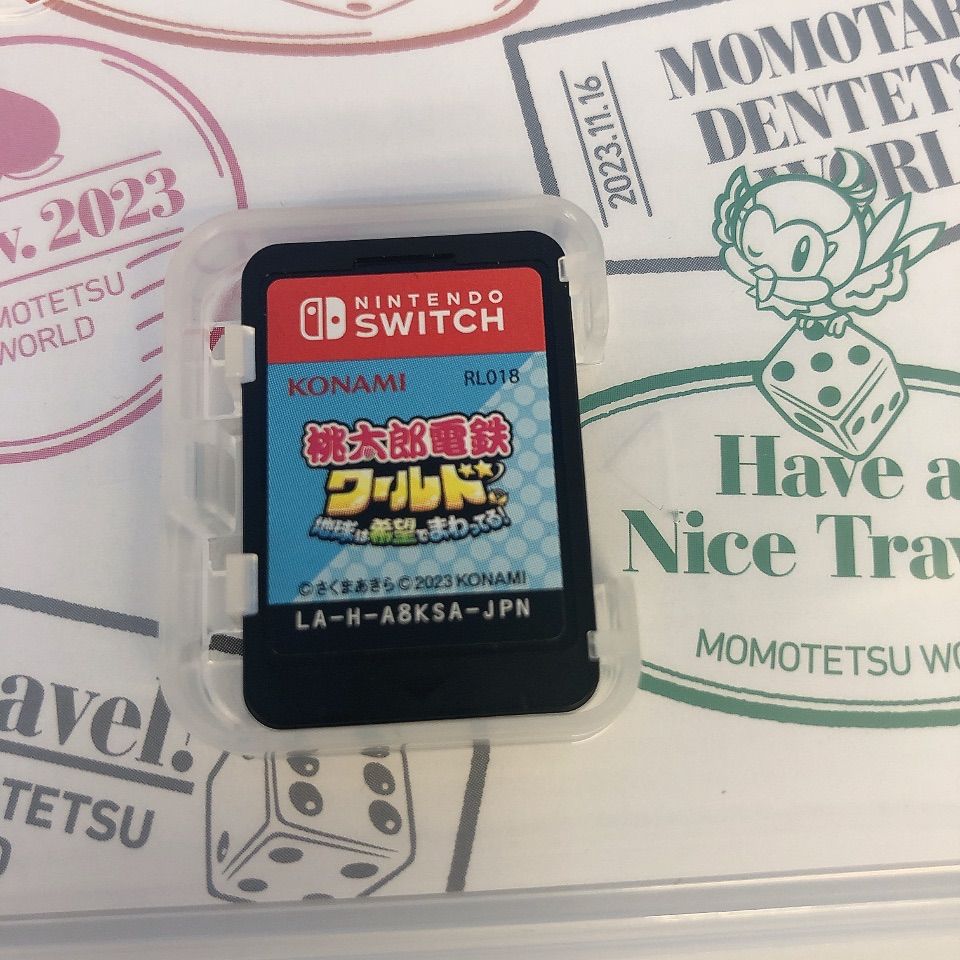 v. 2023
MOTETSU
WORLD
2023.11.16
MOMOTA
DENTETS
WORL
NINTENDO
SWITCH
KONAMI
RL018
桃太郎電鉄
ワールド
地球は希望でまわってる！
©さくまあきら©2023 KONAMI
LA-H-A8KSA-JPN
Have a
Nice Trav
MOMOTETSU WO
avel.
TETSU